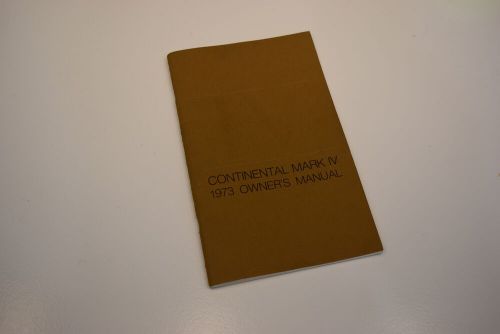 CONTINENTAL MARK IV
1973 OWNER'S MANUAL